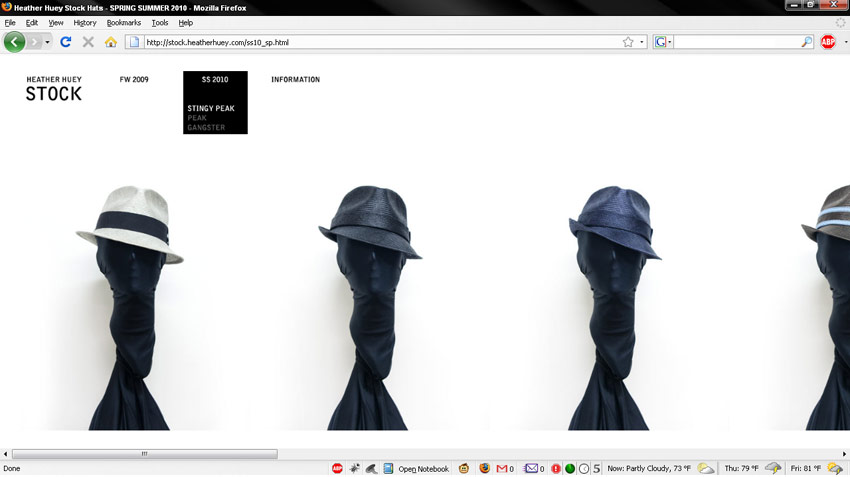 Heather Huey Stock Hats - SPRING SUMMER 2010 - Mozilla Firefox
File Edit View History Bookmarks Tools Help
http://stock.heatherhuey.com/ss10_sp.html
G
ABP
HEATHER HUEY
STOCK
FW 2009
SS 2010
STINGY PEAK
PEAK
GANGSTER
INFORMATION
Done
ABP
Open Notebook
0
0
5
Now: Partly Cloudy, 73 °F
Thu: 79 °F
Fri: 81 °F